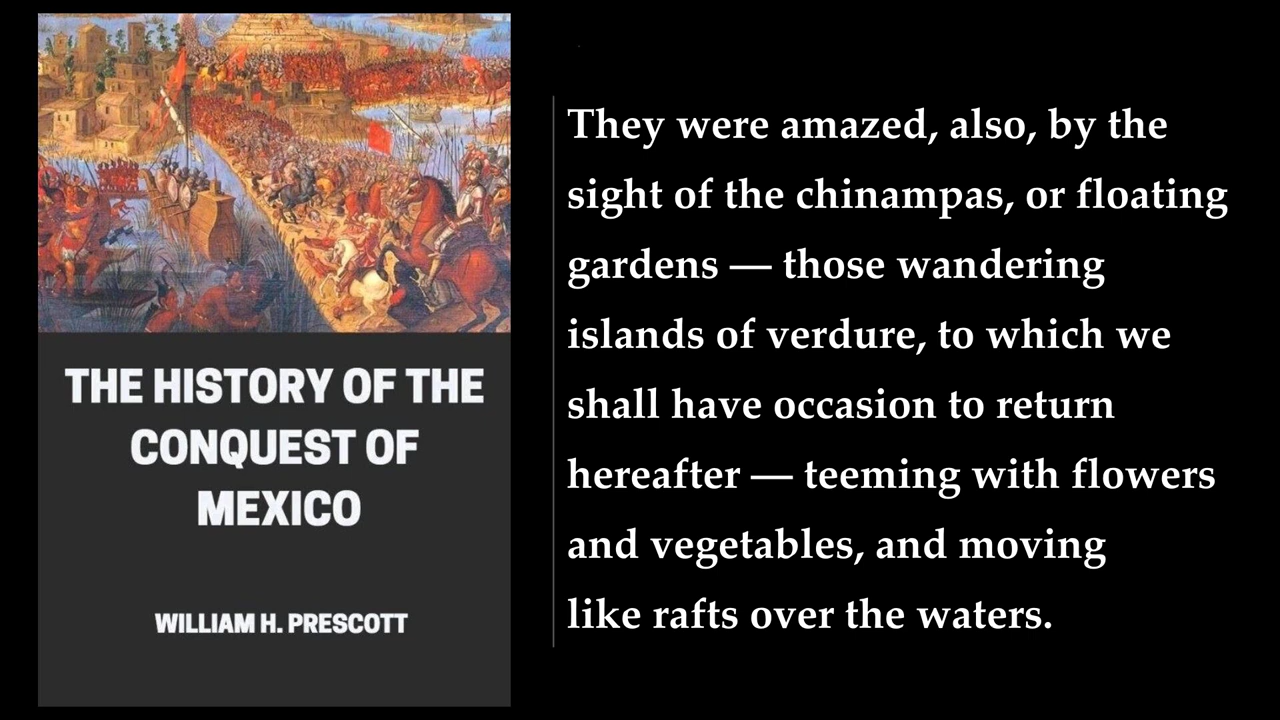 THE HISTORY OF THE
CONQUEST OF
MEXICO
WILLIAM H. PRESCOTT
They were amazed, also, by the
sight of the chinampas, or floating
gardens — those wandering
islands of verdure, to which we
shall have occasion to return
hereafter — teeming with flowers
and vegetables, and moving
like rafts over the waters.